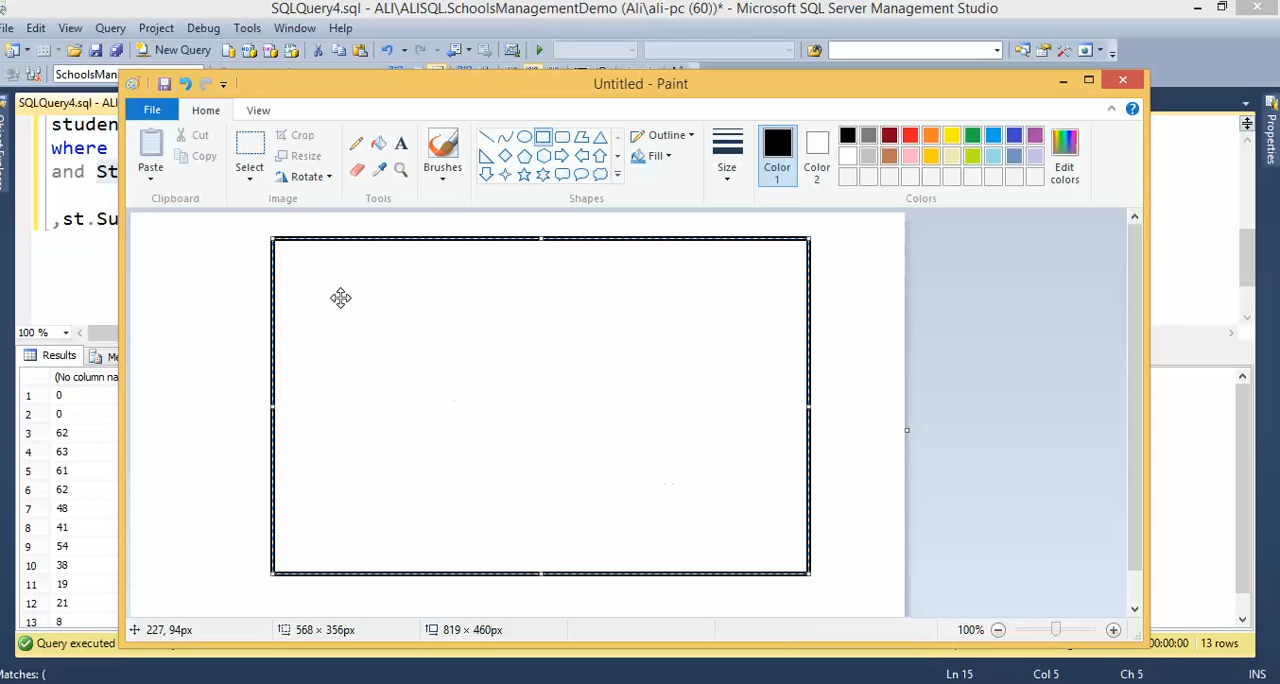 SQLQuery4.sql - ALI\ALISQL.SchoolsManagementDemo (Ali\ali-pc (60))* - Microsoft SQL Server Management Studio
File Edit View Query Project Debug Tools Window Help
New Query
SchoolsMan
Untitled - Paint
SQLQuery4.sql - ALI
File Home View
studen
where
and St
,st.Su
Paste
Cut
Copy
Clipboard
Select
Crop
Resize
Rotate
Image
Tools
Brushes
Shapes
Outline
Fill
Size
Color 1
Color 2
Edit colors
Colors
Properties
100 %
Results
(No column na
1 0
2 0
3 62
4 63
5 61
6 62
7 48
8 41
9 54
10 38
11 19
12 21
13 8
227, 94px
568 × 356px
819 × 460px
100%
Query executed
00:00:00
13 rows
Matches: (
Ln 15
Col 5
Ch 5
INS